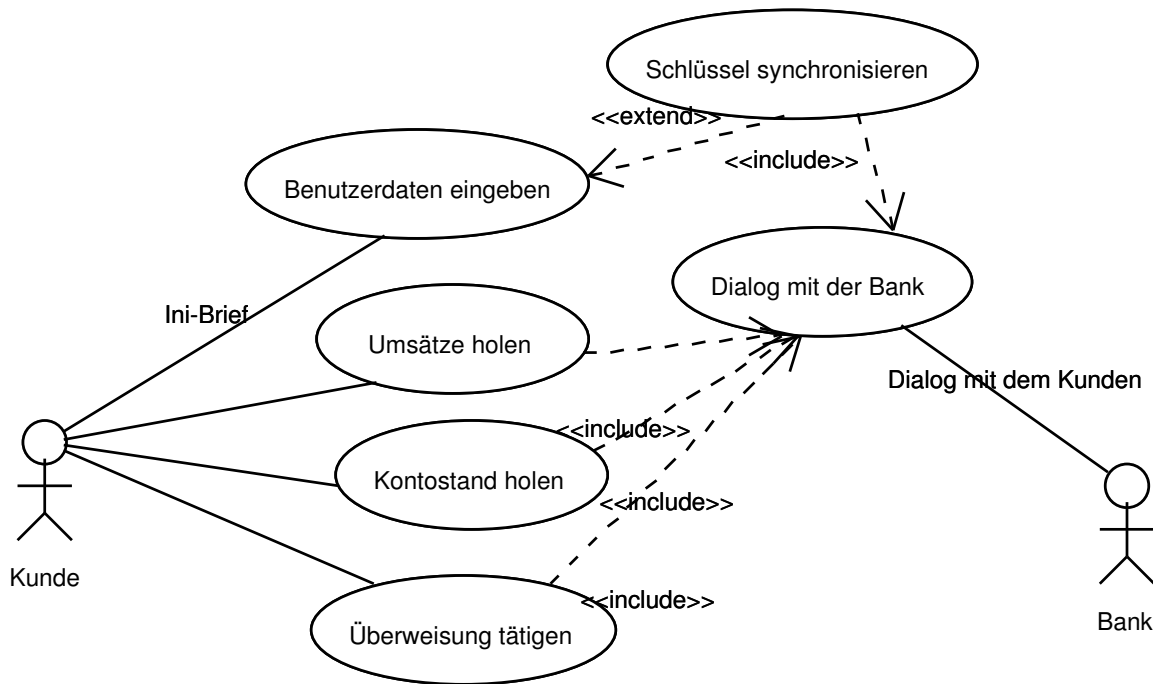 Schlüssel synchronisieren
<<extend>>
<<include>>
Benutzerdaten eingeben
Dialog mit der Bank
Ini-Brief
Umsätze holen
Dialog mit dem Kunden
<<include>>
Kontostand holen
<<include>>
Kunde
<<include>>
Überweisung tätigen
Bank